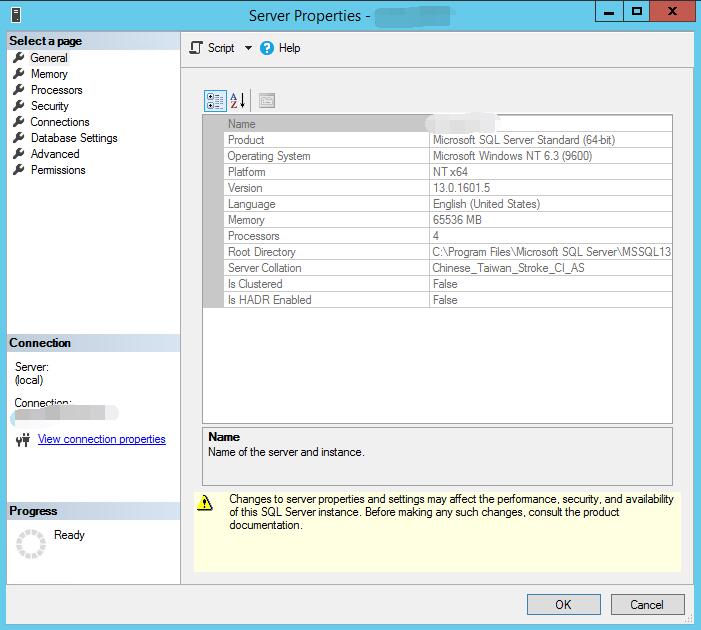 Server Properties -
Select a page
General
Memory
Processors
Security
Connections
Database Settings
Advanced
Permissions
Script
Help
Name
Product Microsoft SQL Server Standard (64-bit)
Operating System Microsoft Windows NT 6.3 (9600)
Platform NT x64
Version 13.0.1601.5
Language English (United States)
Memory 65536 MB
Processors 4
Root Directory C:\Program Files\Microsoft SQL Server\MSSQL13
Server Collation Chinese_Taiwan_Stroke_CI_AS
Is Clustered False
Is HADR Enabled False
Connection
Server:
(local)
Connection:
View connection properties
Name
Name of the server and instance.
Progress
Ready
Changes to server properties and settings may affect the performance, security, and availability
of this SQL Server instance. Before making any such changes, consult the product
documentation.
OK
Cancel